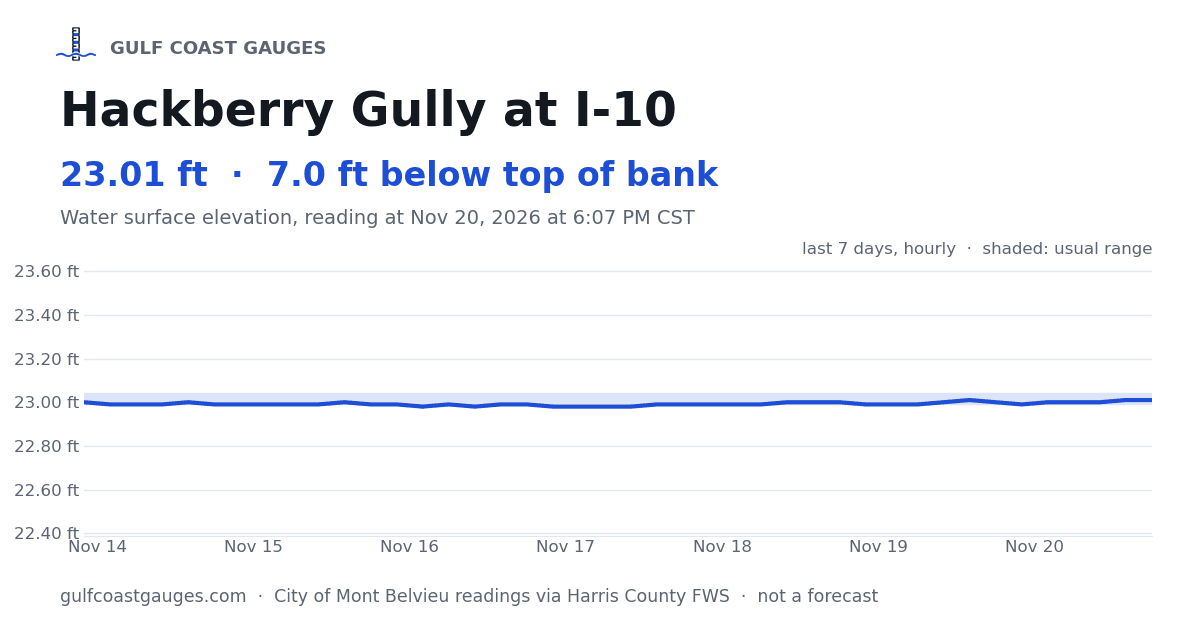 GULF COAST GAUGES
Hackberry Gully at I-10
23.01 ft · 7.0 ft below top of bank
Water surface elevation, reading at Nov 20, 2026 at 6:07 PM CST
last 7 days, hourly · shaded: usual range
23.60 ft
23.40 ft
23.20 ft
23.00 ft
22.80 ft
22.60 ft
22.40 ft
Nov 14 Nov 15 Nov 16 Nov 17 Nov 18 Nov 19 Nov 20
gulfcoastgauges.com · City of Mont Belvieu readings via Harris County FWS · not a forecast